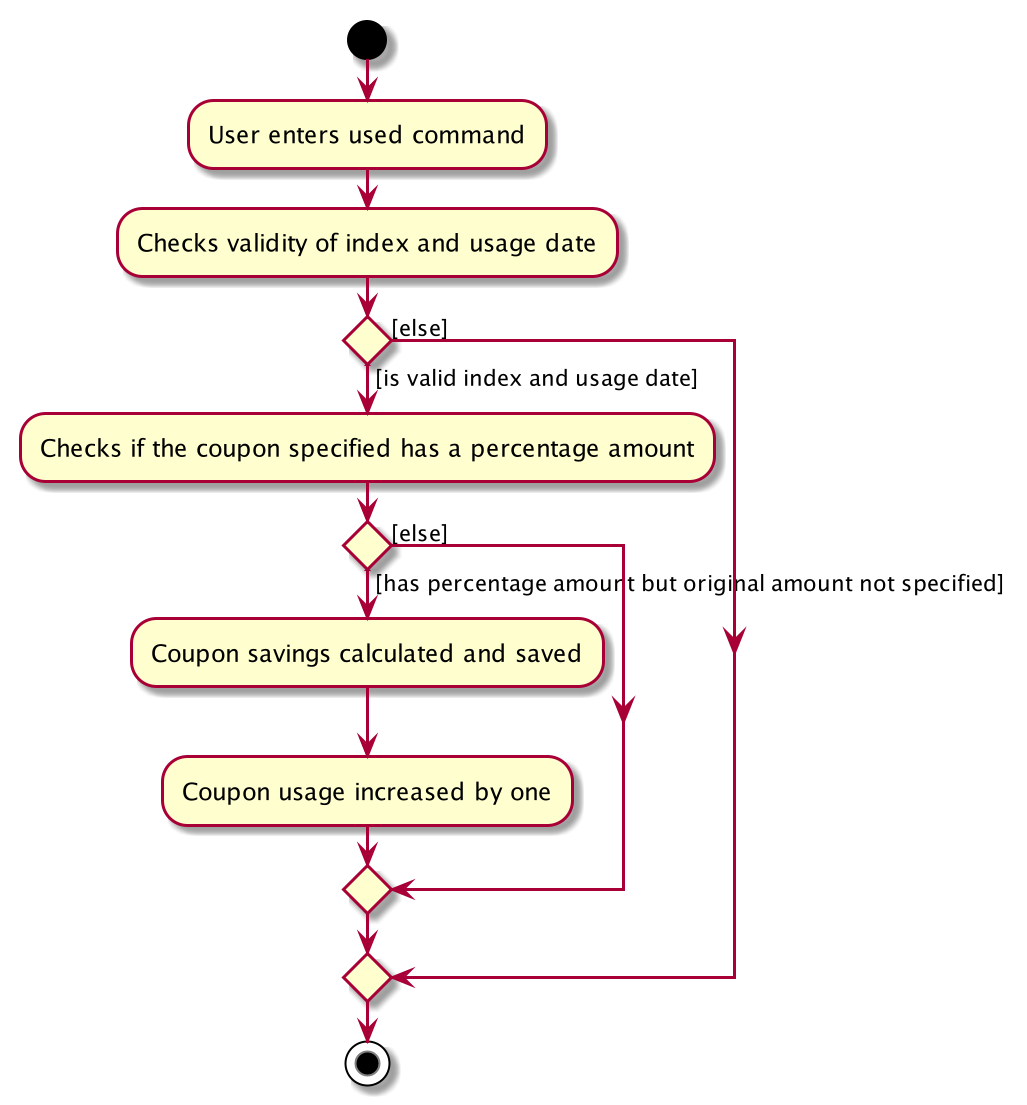 User enters used command
Checks validity of index and usage date
[else]
[is valid index and usage date]
Checks if the coupon specified has a percentage amount
[else]
[has percentage amount but original amount not specified]
Coupon savings calculated and saved
Coupon usage increased by one